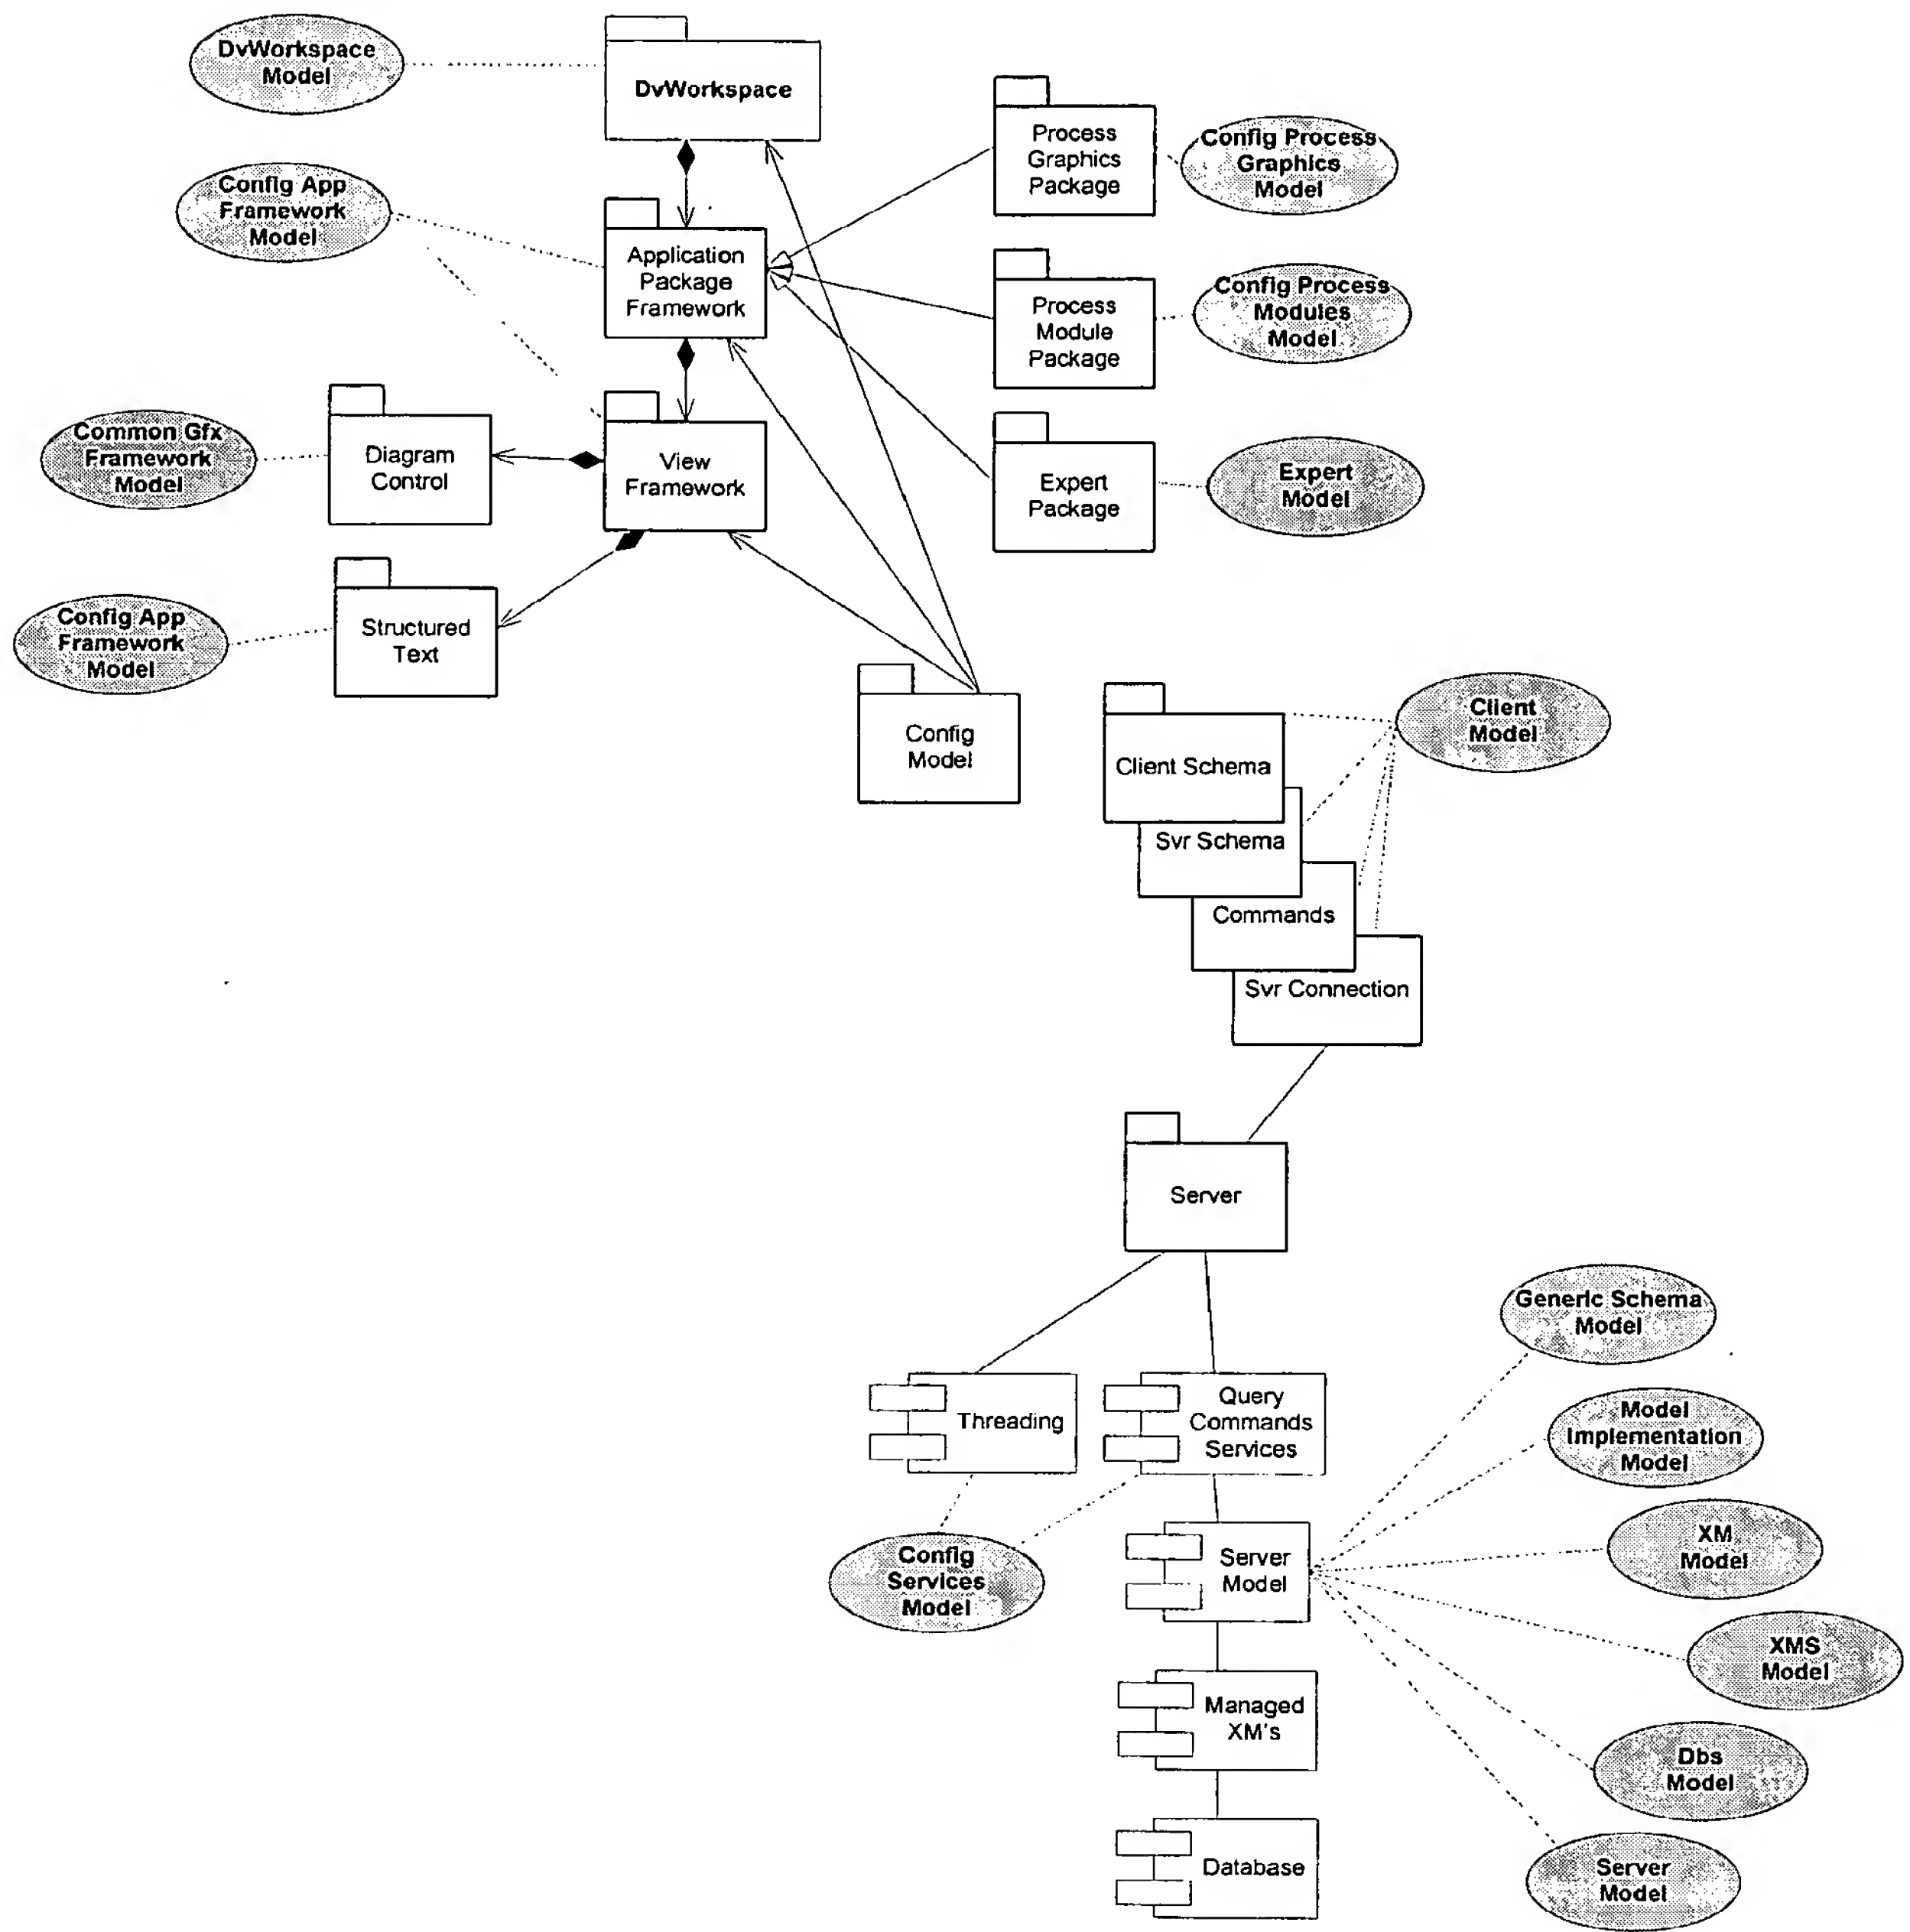 DvWorkspace
Model
DvWorkspace
Process
Graphics
Package
Config Process
Graphics
Model
Config App
Framework
Model
Application
Package
Framework
Process
Module
Package
Config Process
Modules
Model
Common Gfx
Framework
Model
Diagram
Control
View
Framework
Expert
Package
Expert
Model
Config App
Framework
Model
Structured
Text
Config
Model
Client Schema
Client
Model
Svr Schema
Commands
Svr Connection
Server
Generic Schema
Model
Threading
Query
Commands
Services
Model
Implementation
Model
Config
Services
Model
Server
Model
XM
Model
XMS
Model
Managed
XM's
Dbs
Model
Database
Server
Model